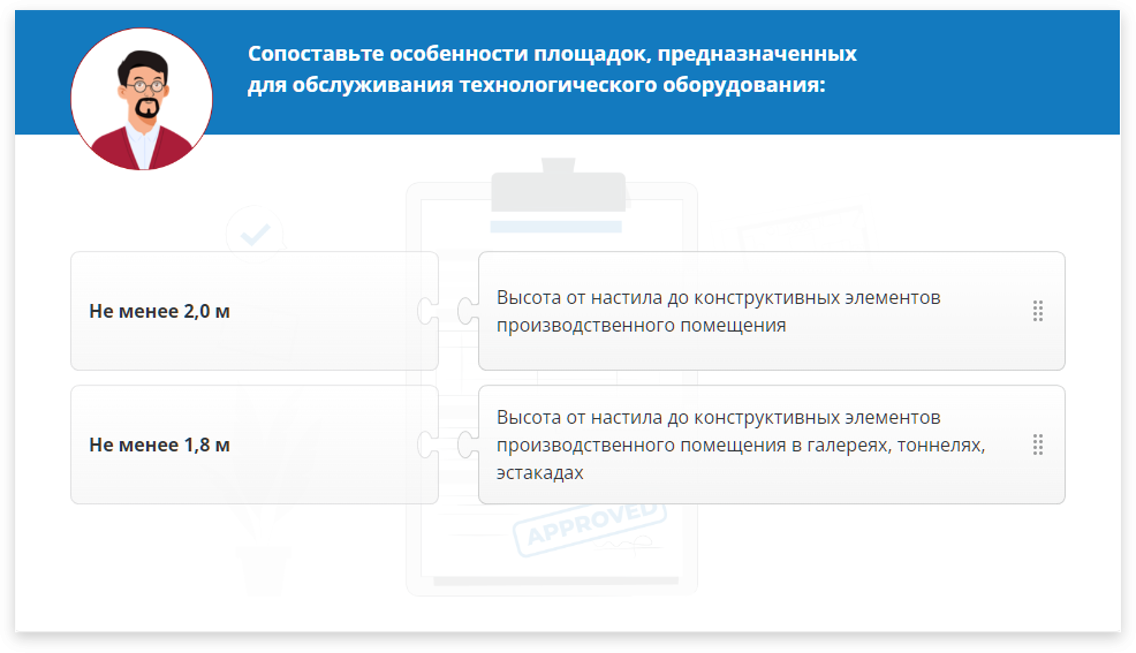 Сопоставьте особенности площадок, предназначенных
для обслуживания технологического оборудования:
Не менее 2,0 м
Высота от настила до конструктивных элементов
производственного помещения
Не менее 1,8 м
Высота от настила до конструктивных элементов
производственного помещения в галереях, тоннелях,
эстакадах
APPROVED